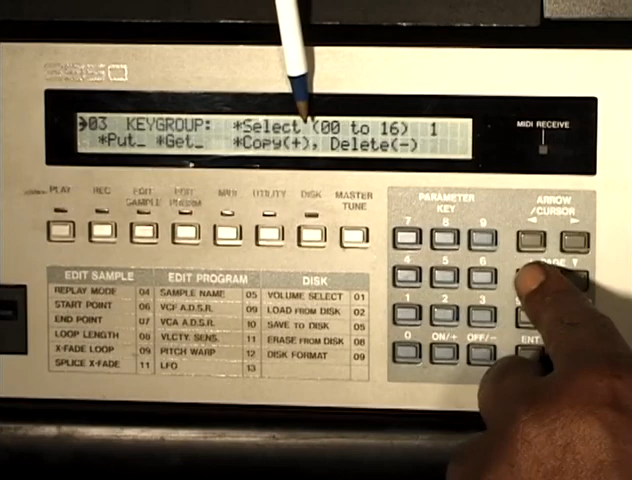 →03 KEYGROUP: *Select (00 to 16) 1
*Put_ *Get_ *Copy(+), Delete(-)
MIDI RECEIVE
PLAY REC EDIT SAMPLE EDIT PROGRAM MIDI UTILITY DISK MASTER TUNE
PARAMETER KEY
ARROW /CURSOR
◁ ▷
7 8 9
4 5 6
PAGE ▽
1 2 3
0 ON/+ OFF/-
EDIT SAMPLE EDIT PROGRAM DISK
REPLAY MODE 04 SAMPLE NAME 05 VOLUME SELECT 01
START POINT 06 VCF A.D.S.R. 09 LOAD FROM DISK 02
END POINT 07 VCA A.D.S.R. 10 SAVE TO DISK 05
LOOP LENGTH 08 VLCTY. SENS. 11 ERASE FROM DISK 08
X-FADE LOOP 09 PITCH WARP 12 DISK FORMAT 09
SPLICE X-FADE 11 LFO 13